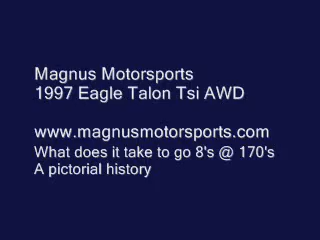 Magnus Motorsports
1997 Eagle Talon Tsi AWD
www.magnusmotorsports.com
What does it take to go 8's @ 170's
A pictorial history